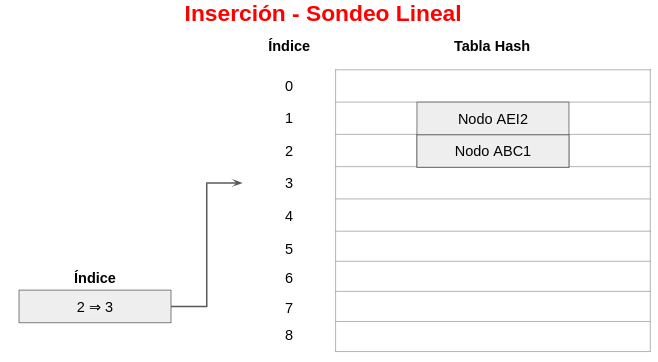 Inserción - Sondeo Lineal
Índice
Tabla Hash
0
1
Nodo AEI2
2
Nodo ABC1
3
4
5
Índice
6
2 ⇒ 3
7
8